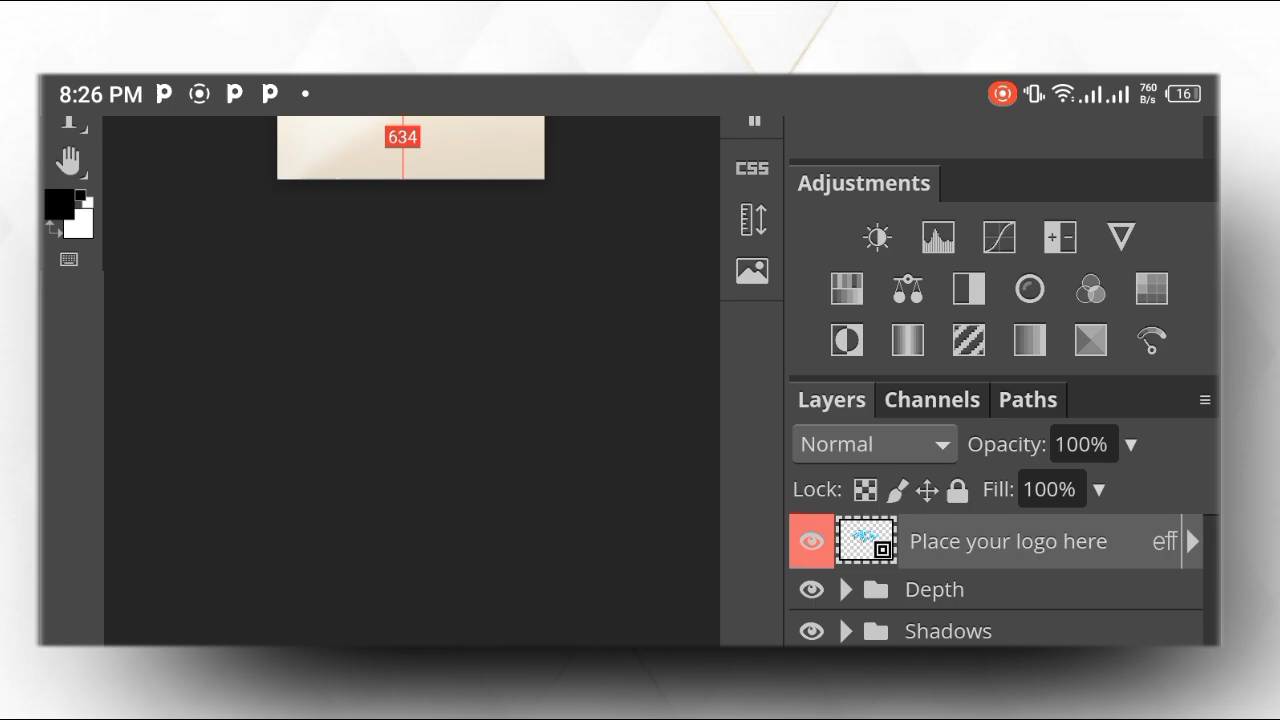 8:26 PM
760
B/s
16
634
CSS
Adjustments
Layers Channels Paths
Normal Opacity: 100%
Lock: Fill: 100%
Place your logo here eff
Depth
Shadows